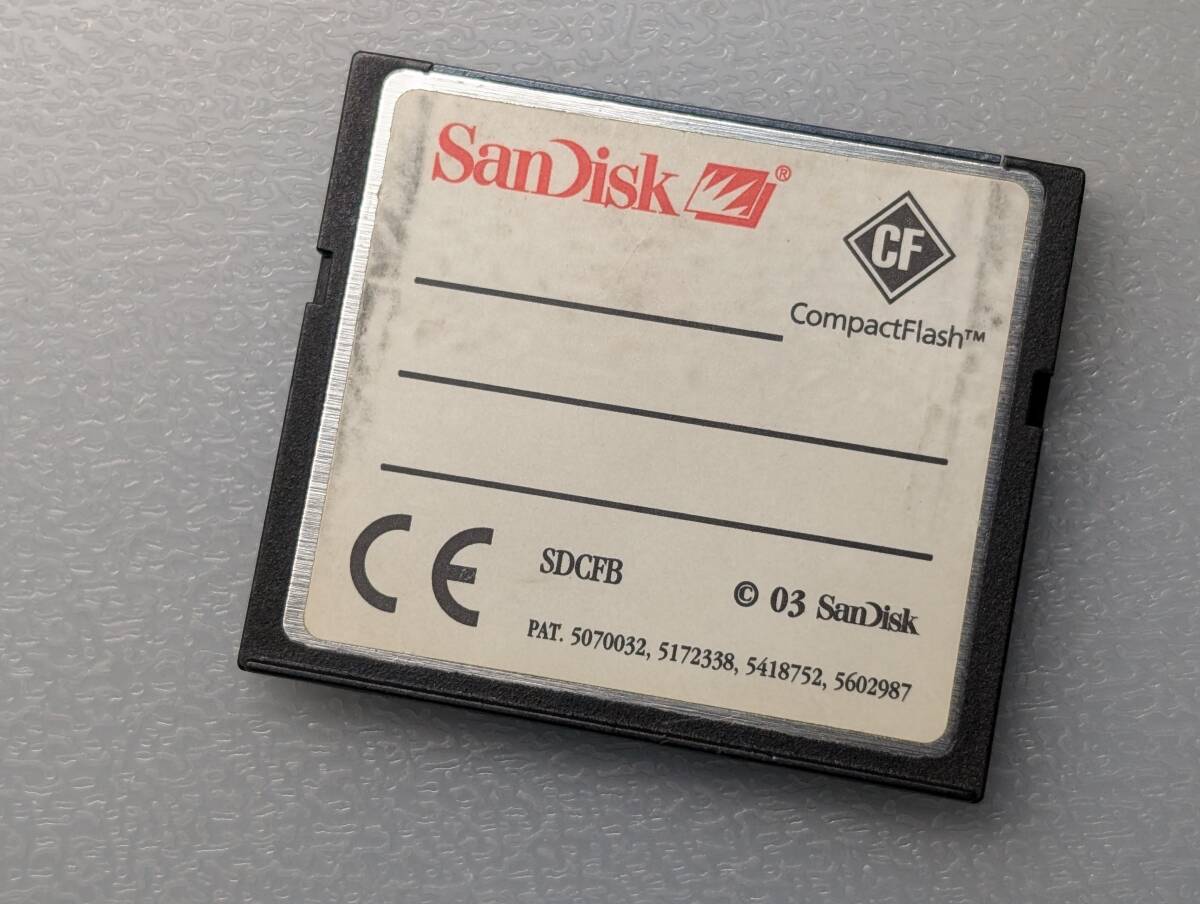 SanDisk ®
CF
CompactFlash™
CE
SDCFB
© 03 SanDisk
PAT. 5070032, 5172338, 5418752, 5602987